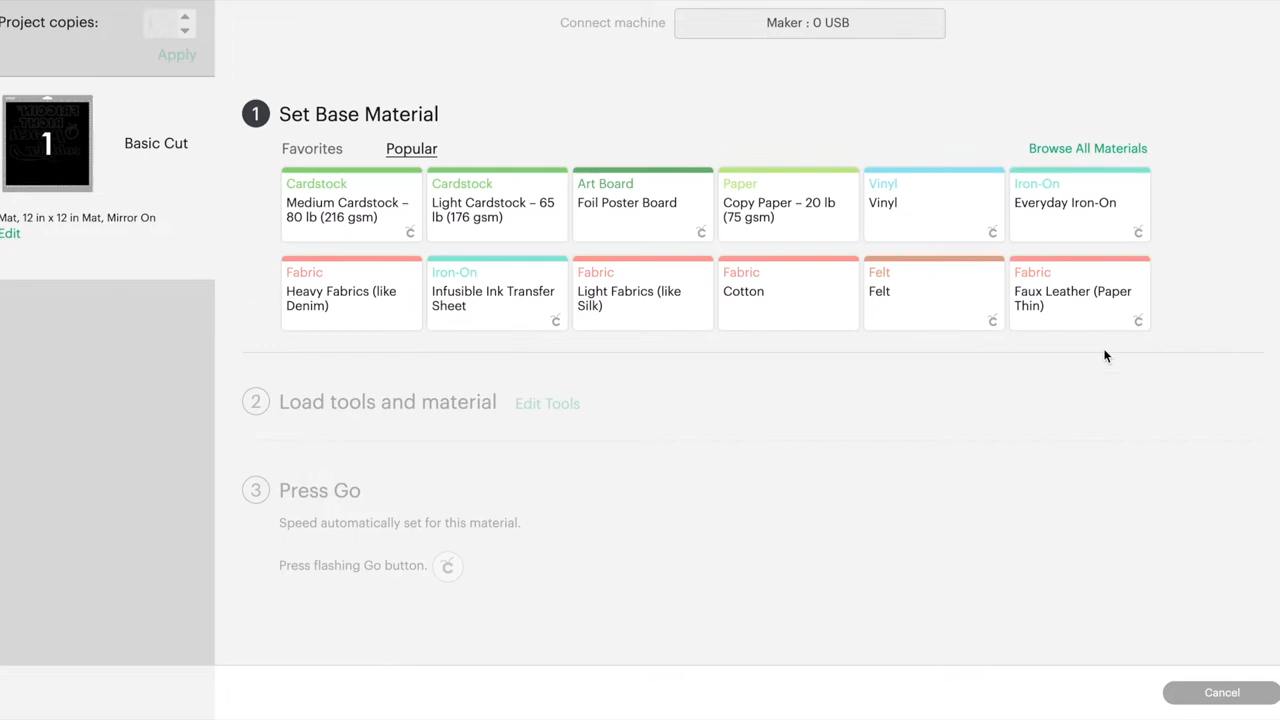 Project copies:
Apply
Connect machine
Maker : 0 USB
1
Basic Cut
Mat, 12 in x 12 in Mat, Mirror On
Edit
1 Set Base Material
Favorites
Popular
Browse All Materials
Cardstock
Medium Cardstock –
80 lb (216 gsm)
Cardstock
Light Cardstock – 65
lb (176 gsm)
Art Board
Foil Poster Board
Paper
Copy Paper – 20 lb
(75 gsm)
Vinyl
Vinyl
Iron-On
Everyday Iron-On
Fabric
Heavy Fabrics (like
Denim)
Iron-On
Infusible Ink Transfer
Sheet
Fabric
Light Fabrics (like
Silk)
Fabric
Cotton
Felt
Felt
Fabric
Faux Leather (Paper
Thin)
2 Load tools and material Edit Tools
3 Press Go
Speed automatically set for this material.
Press flashing Go button.
Cancel